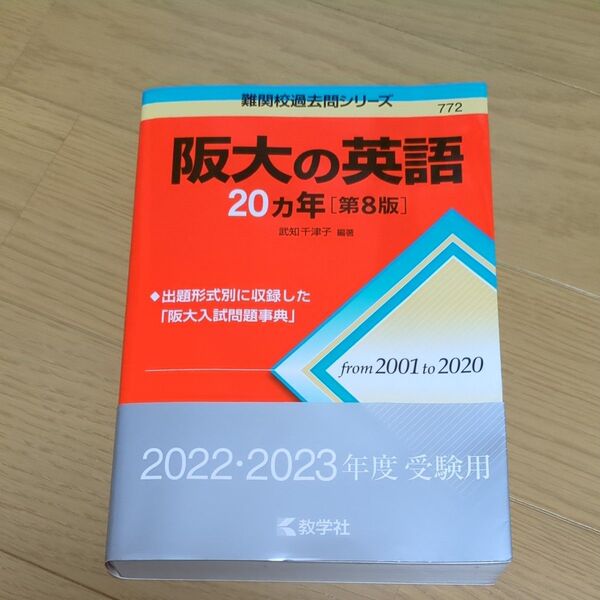 難関校過去問シリーズ
772
阪大の英語
20ヵ年[第8版]
武知千津子 編著
◆出題形式別に収録した
「阪大入試問題事典」
from 2001 to 2020
2022・2023年度 受験用
教学社